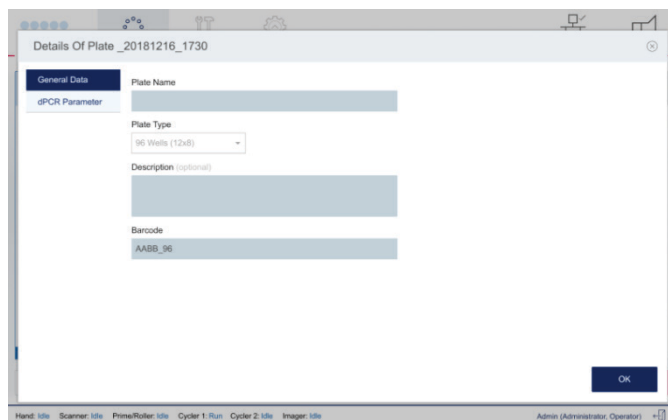 Details Of Plate _20181216_1730
General Data
dPCR Parameter
Plate Name
Plate Type
96 Wells (12x8)
Description (optional)
Barcode
AABB_96
OK
Hand: Idle Scanner: Idle Prime/Roller: Idle Cycler 1: Run Cycler 2: Idle Imager: Idle Admin (Administrator, Operator)